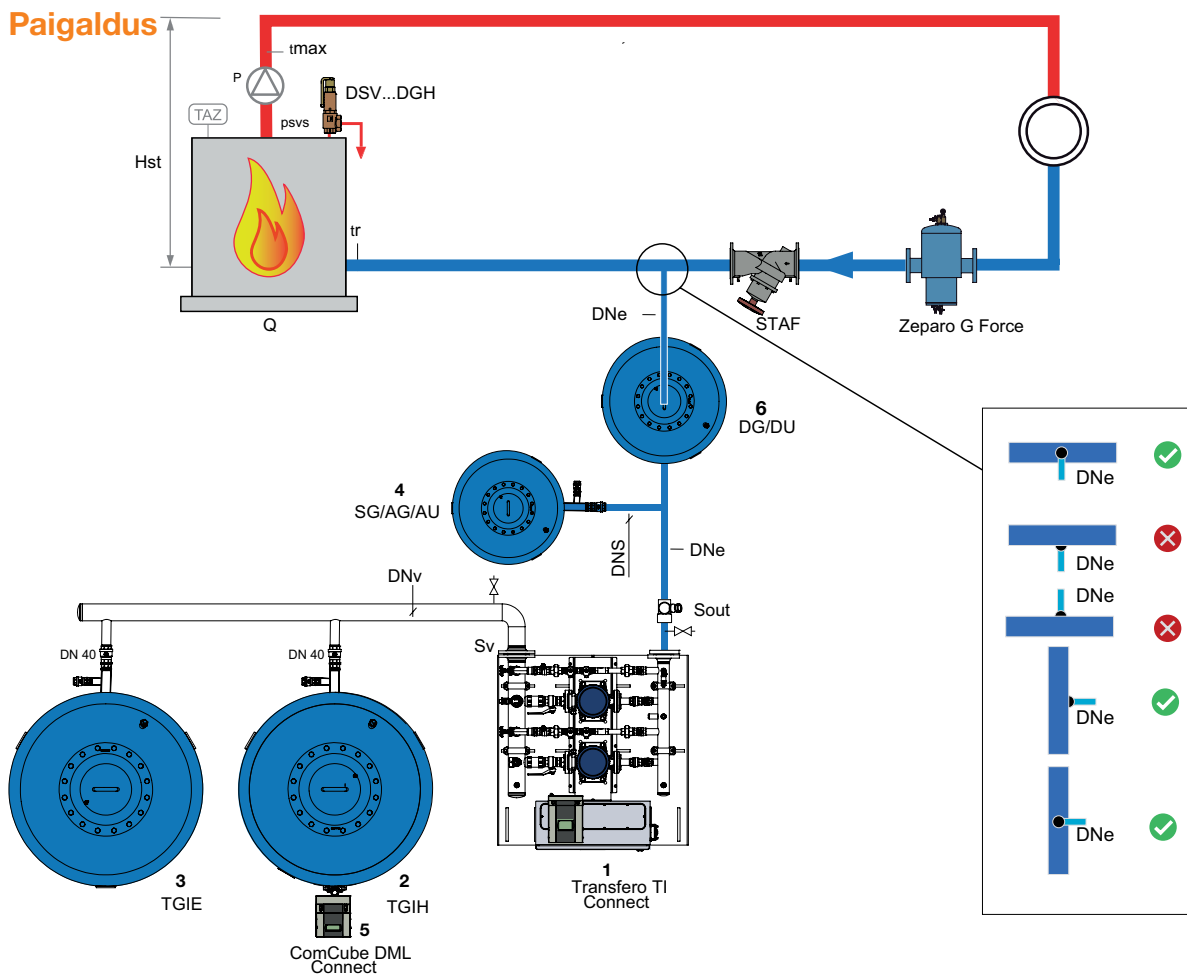 Paigaldus
tmax
P
DSV...DGH
TAZ
psvs
Hst
tr
Q
DNe
STAF
Zeparo G Force
6
DG/DU
4
SG/AG/AU
DNS
DNe
DNv
Sout
Sv
DN 40
DN 40
3
TGIE
2
TGIH
5
ComCube DML
Connect
1
Transfero TI
Connect
DNe
DNe
DNe
DNe
DNe